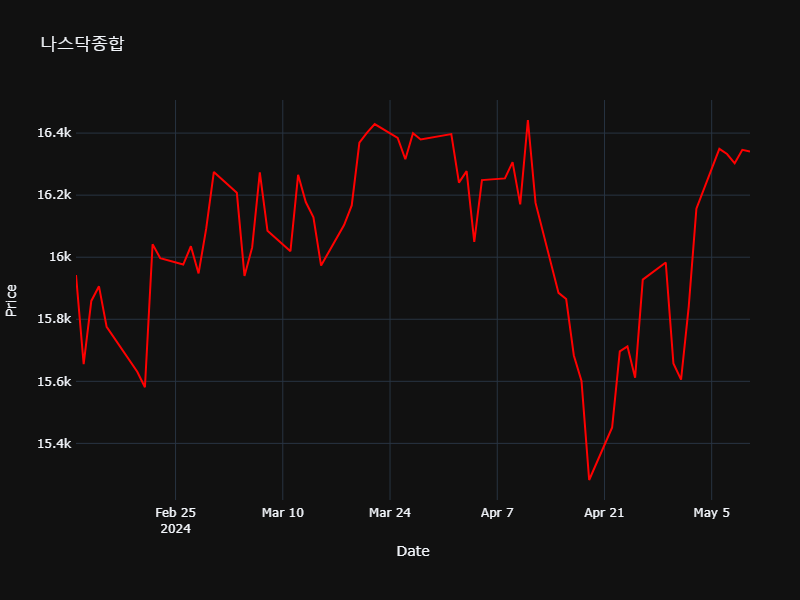 나스닥종합
Price
16.4k
16.2k
16k
15.8k
15.6k
15.4k
Feb 25
2024
Mar 10
Mar 24
Apr 7
Apr 21
May 5
Date